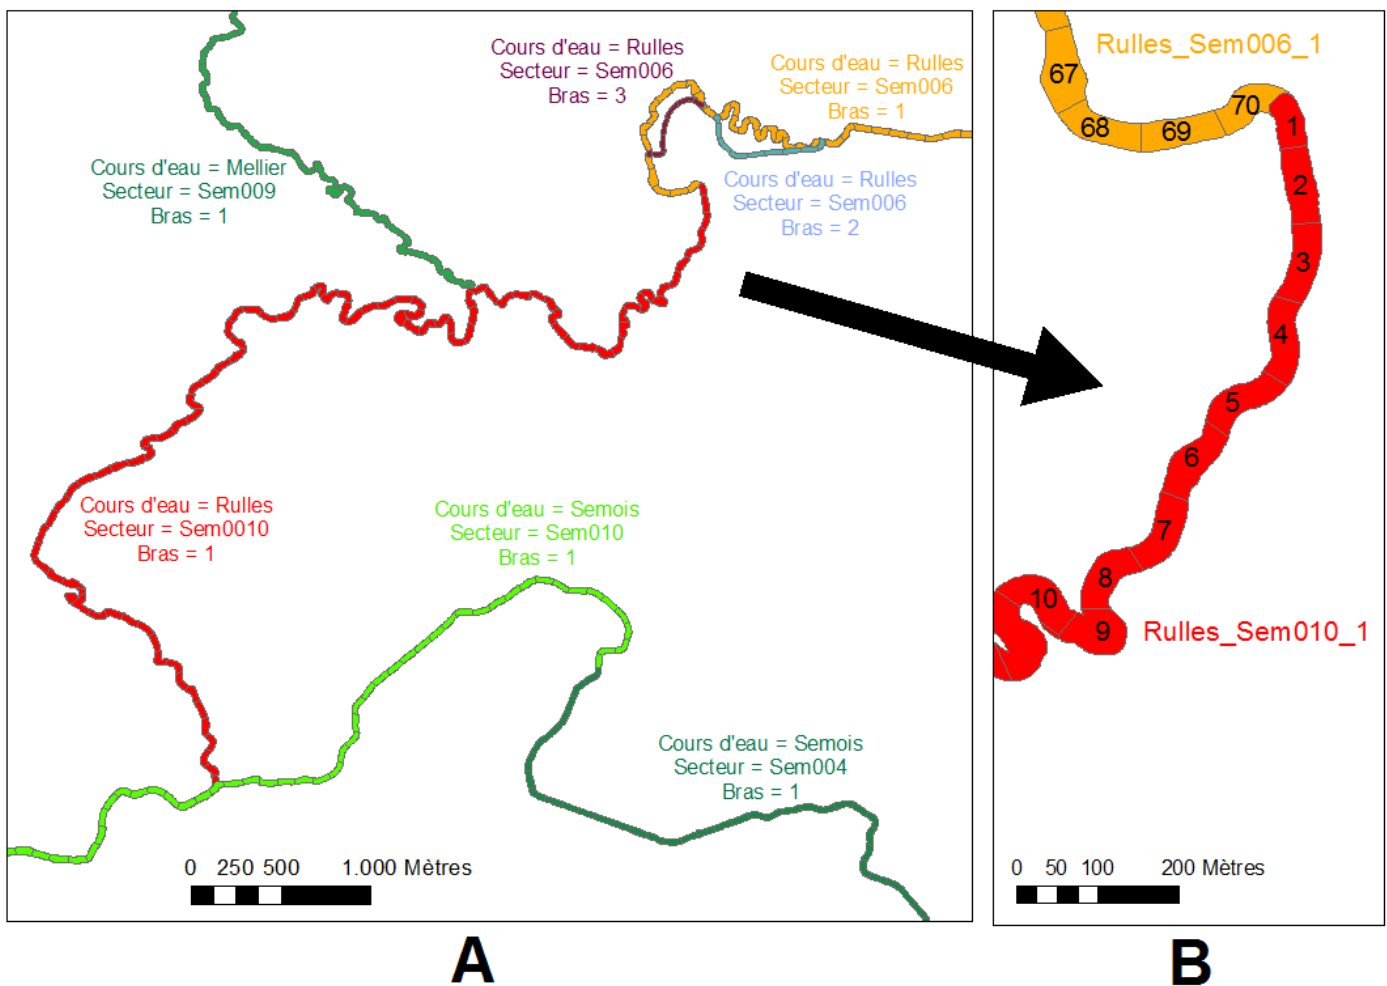 Cours d'eau = Rulles
Secteur = Sem006
Bras = 3
Cours d'eau = Rulles
Secteur = Sem006
Bras = 1
Cours d'eau = Mellier
Secteur = Sem009
Bras = 1
Cours d'eau = Rulles
Secteur = Sem006
Bras = 2
Cours d'eau = Rulles
Secteur = Sem0010
Bras = 1
Cours d'eau = Semois
Secteur = Sem010
Bras = 1
Cours d'eau = Semois
Secteur = Sem004
Bras = 1
0 250 500 1.000 Mètres
A
Rulles_Sem006_1
67
68
69
70
1
2
3
4
5
6
7
8
9
10
Rulles_Sem010_1
0 50 100 200 Mètres
B